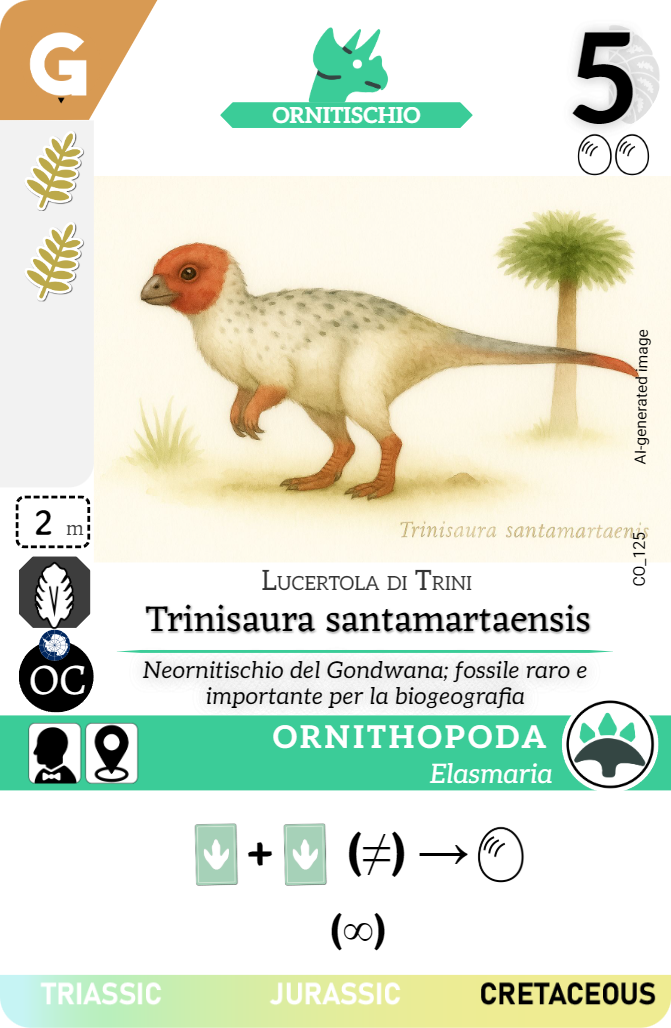 G
ORNITISCHIO
5
AI-generated image
2 m
Trinisaura santamartaenis
CO_125
OC
Lucertola di Trini
Trinisaura santamartaensis
Neornitischio del Gondwana; fossile raro e
importante per la biogeografia
ORNITHOPODA
Elasmaria
+ (≠) → 
(∞)
TRIASSIC JURASSIC CRETACEOUS